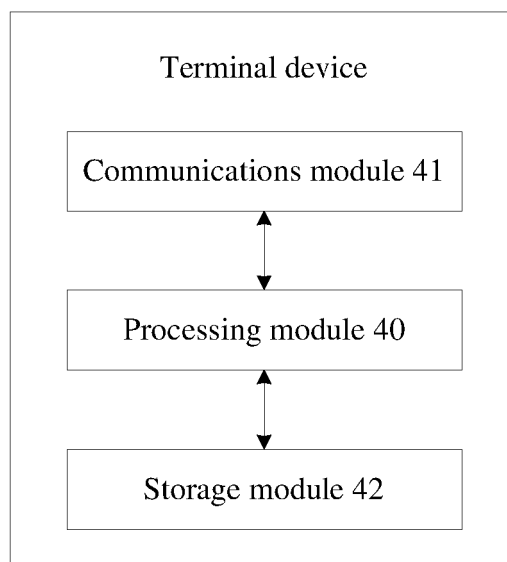 Terminal device
Communications module 41
Processing module 40
Storage module 42